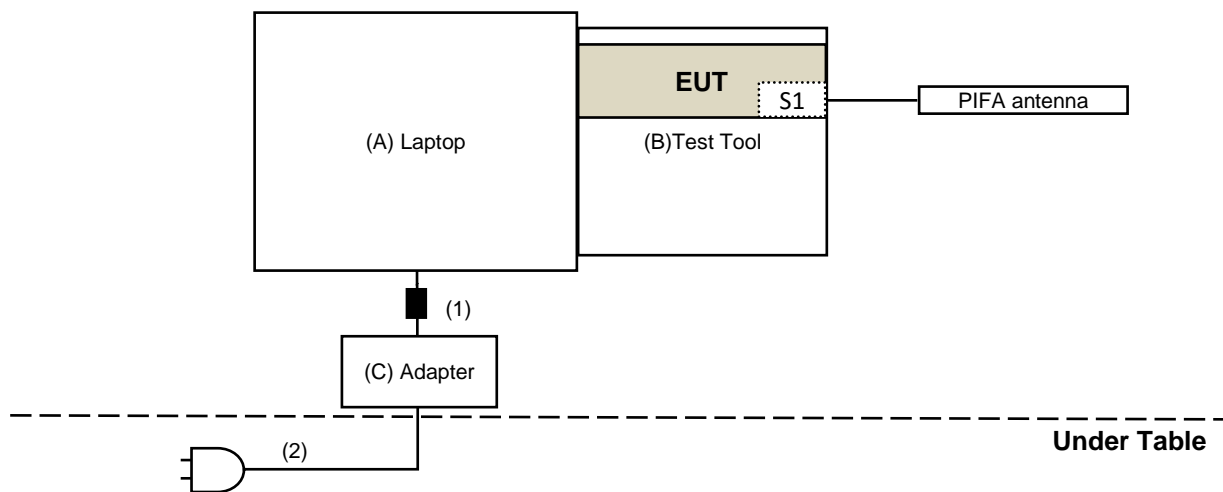 EUT
S1
PIFA antenna
(A) Laptop
(B)Test Tool
(1)
(C) Adapter
Under Table
(2)